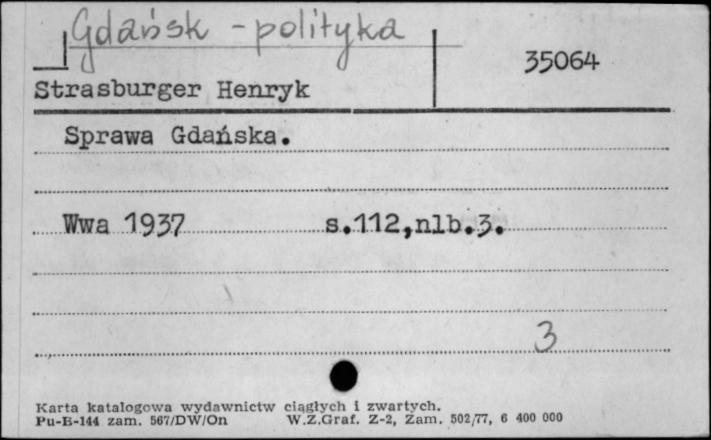 Gdańsk - polityka
35064
Strasburger Henryk
Sprawa Gdańska.
Wwa 1937 s.112,nlb.3.
3
Karta katalogowa wydawnictw ciągłych i zwartych.
Pu-B-144 zam. 567/DW/On W.Z.Graf. Z-2, Zam. 502/77, 6 400 000